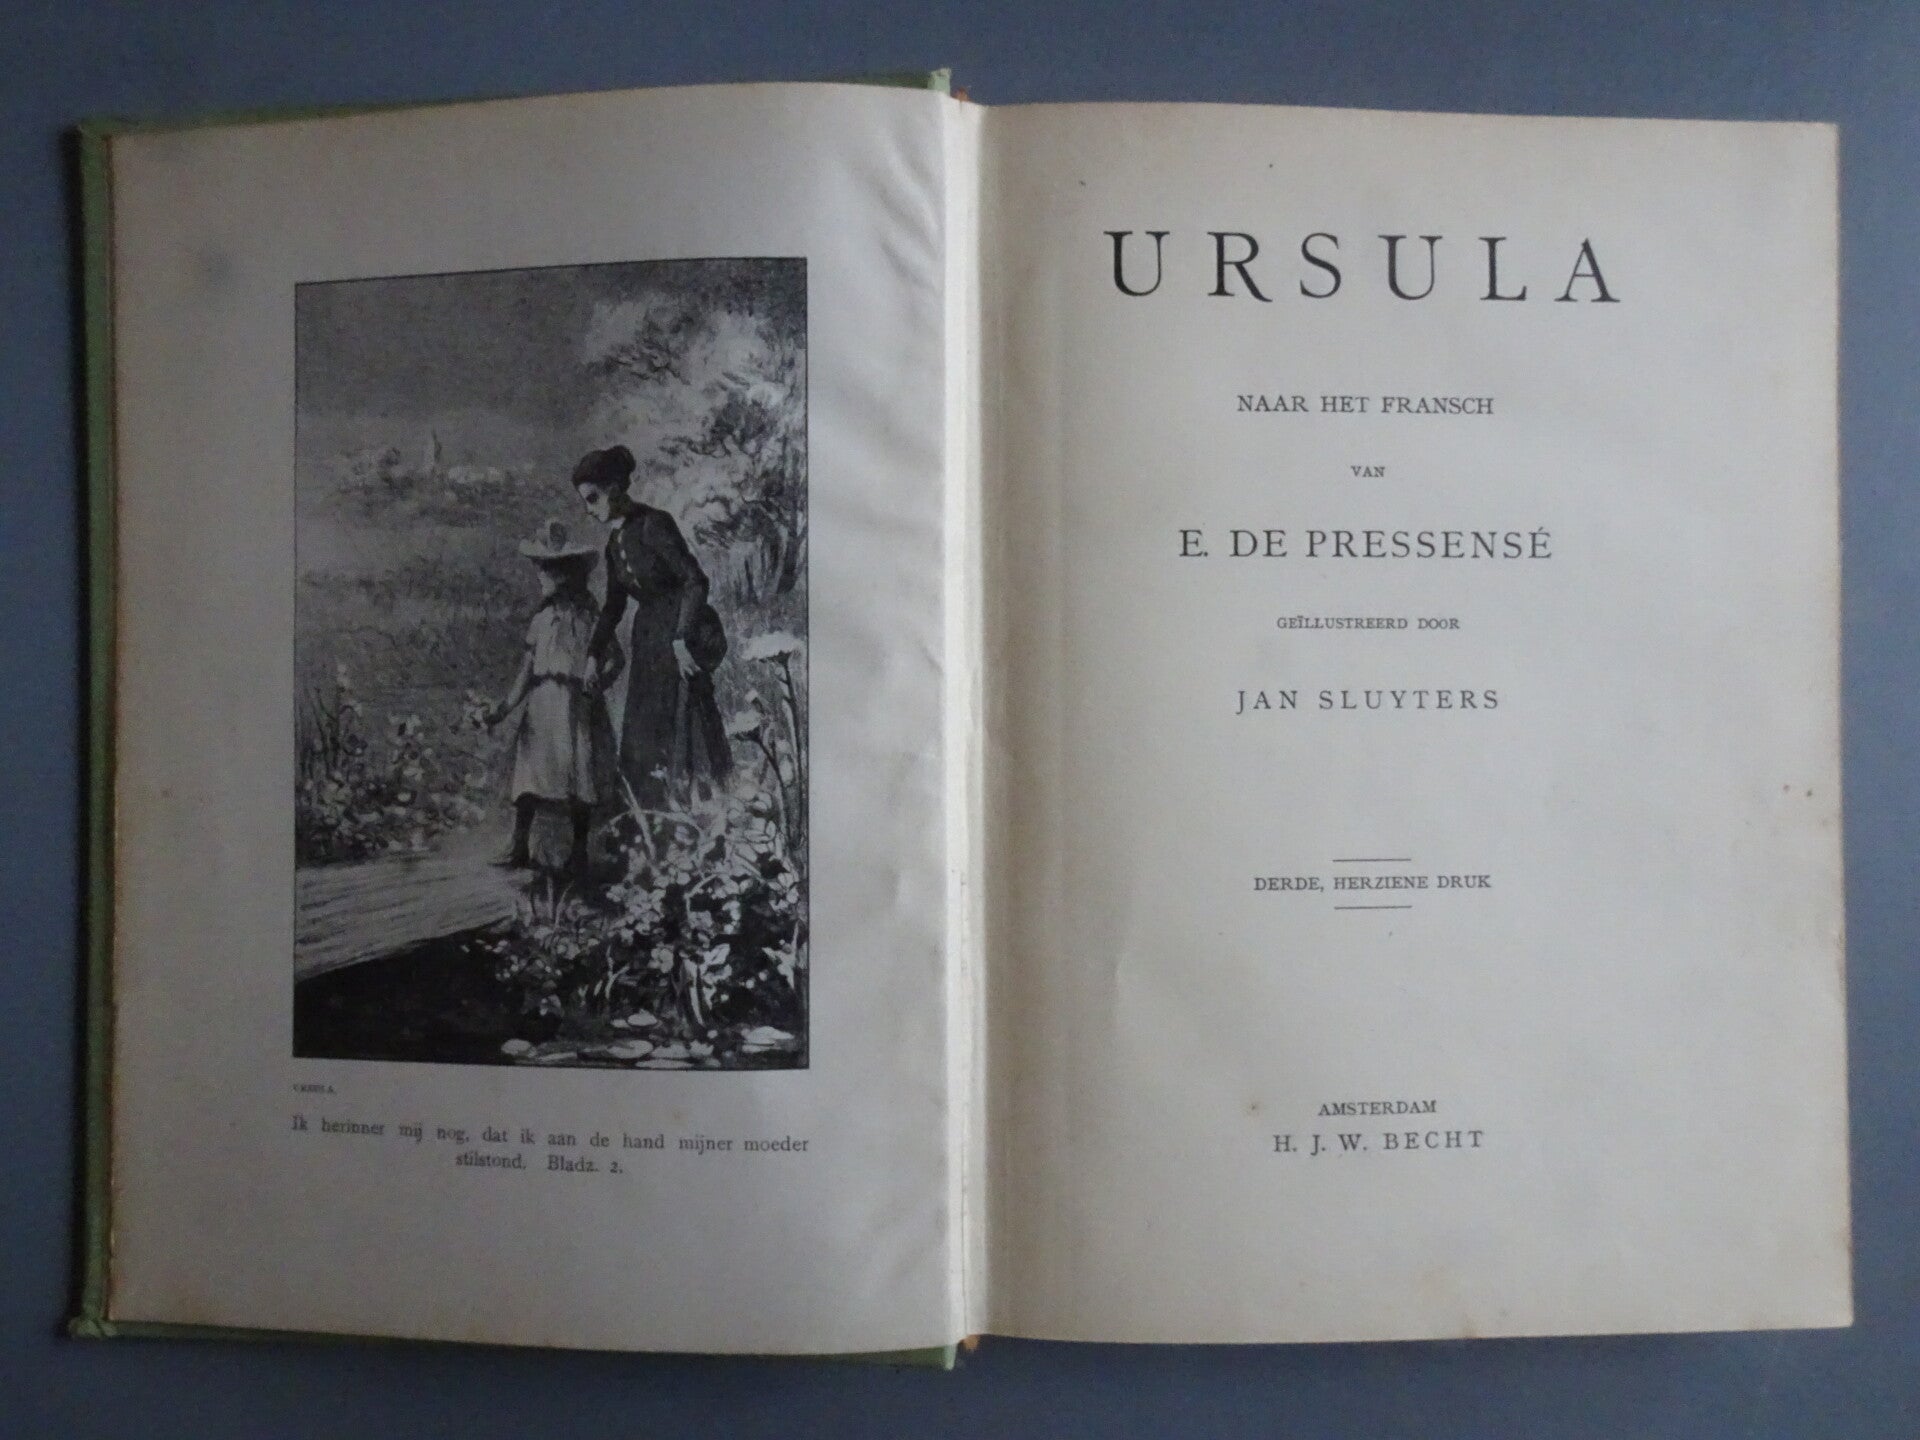 URSULA.
Ik herinner mij nog, dat ik aan de hand mijner moeder
stilstond. Bladz. 2.
URSULA
NAAR HET FRANSCH
VAN
E. DE PRESSENSÉ
GEÏLLUSTREERD DOOR
JAN SLUYTERS
DERDE, HERZIENE DRUK
AMSTERDAM
H. J. W. BECHT